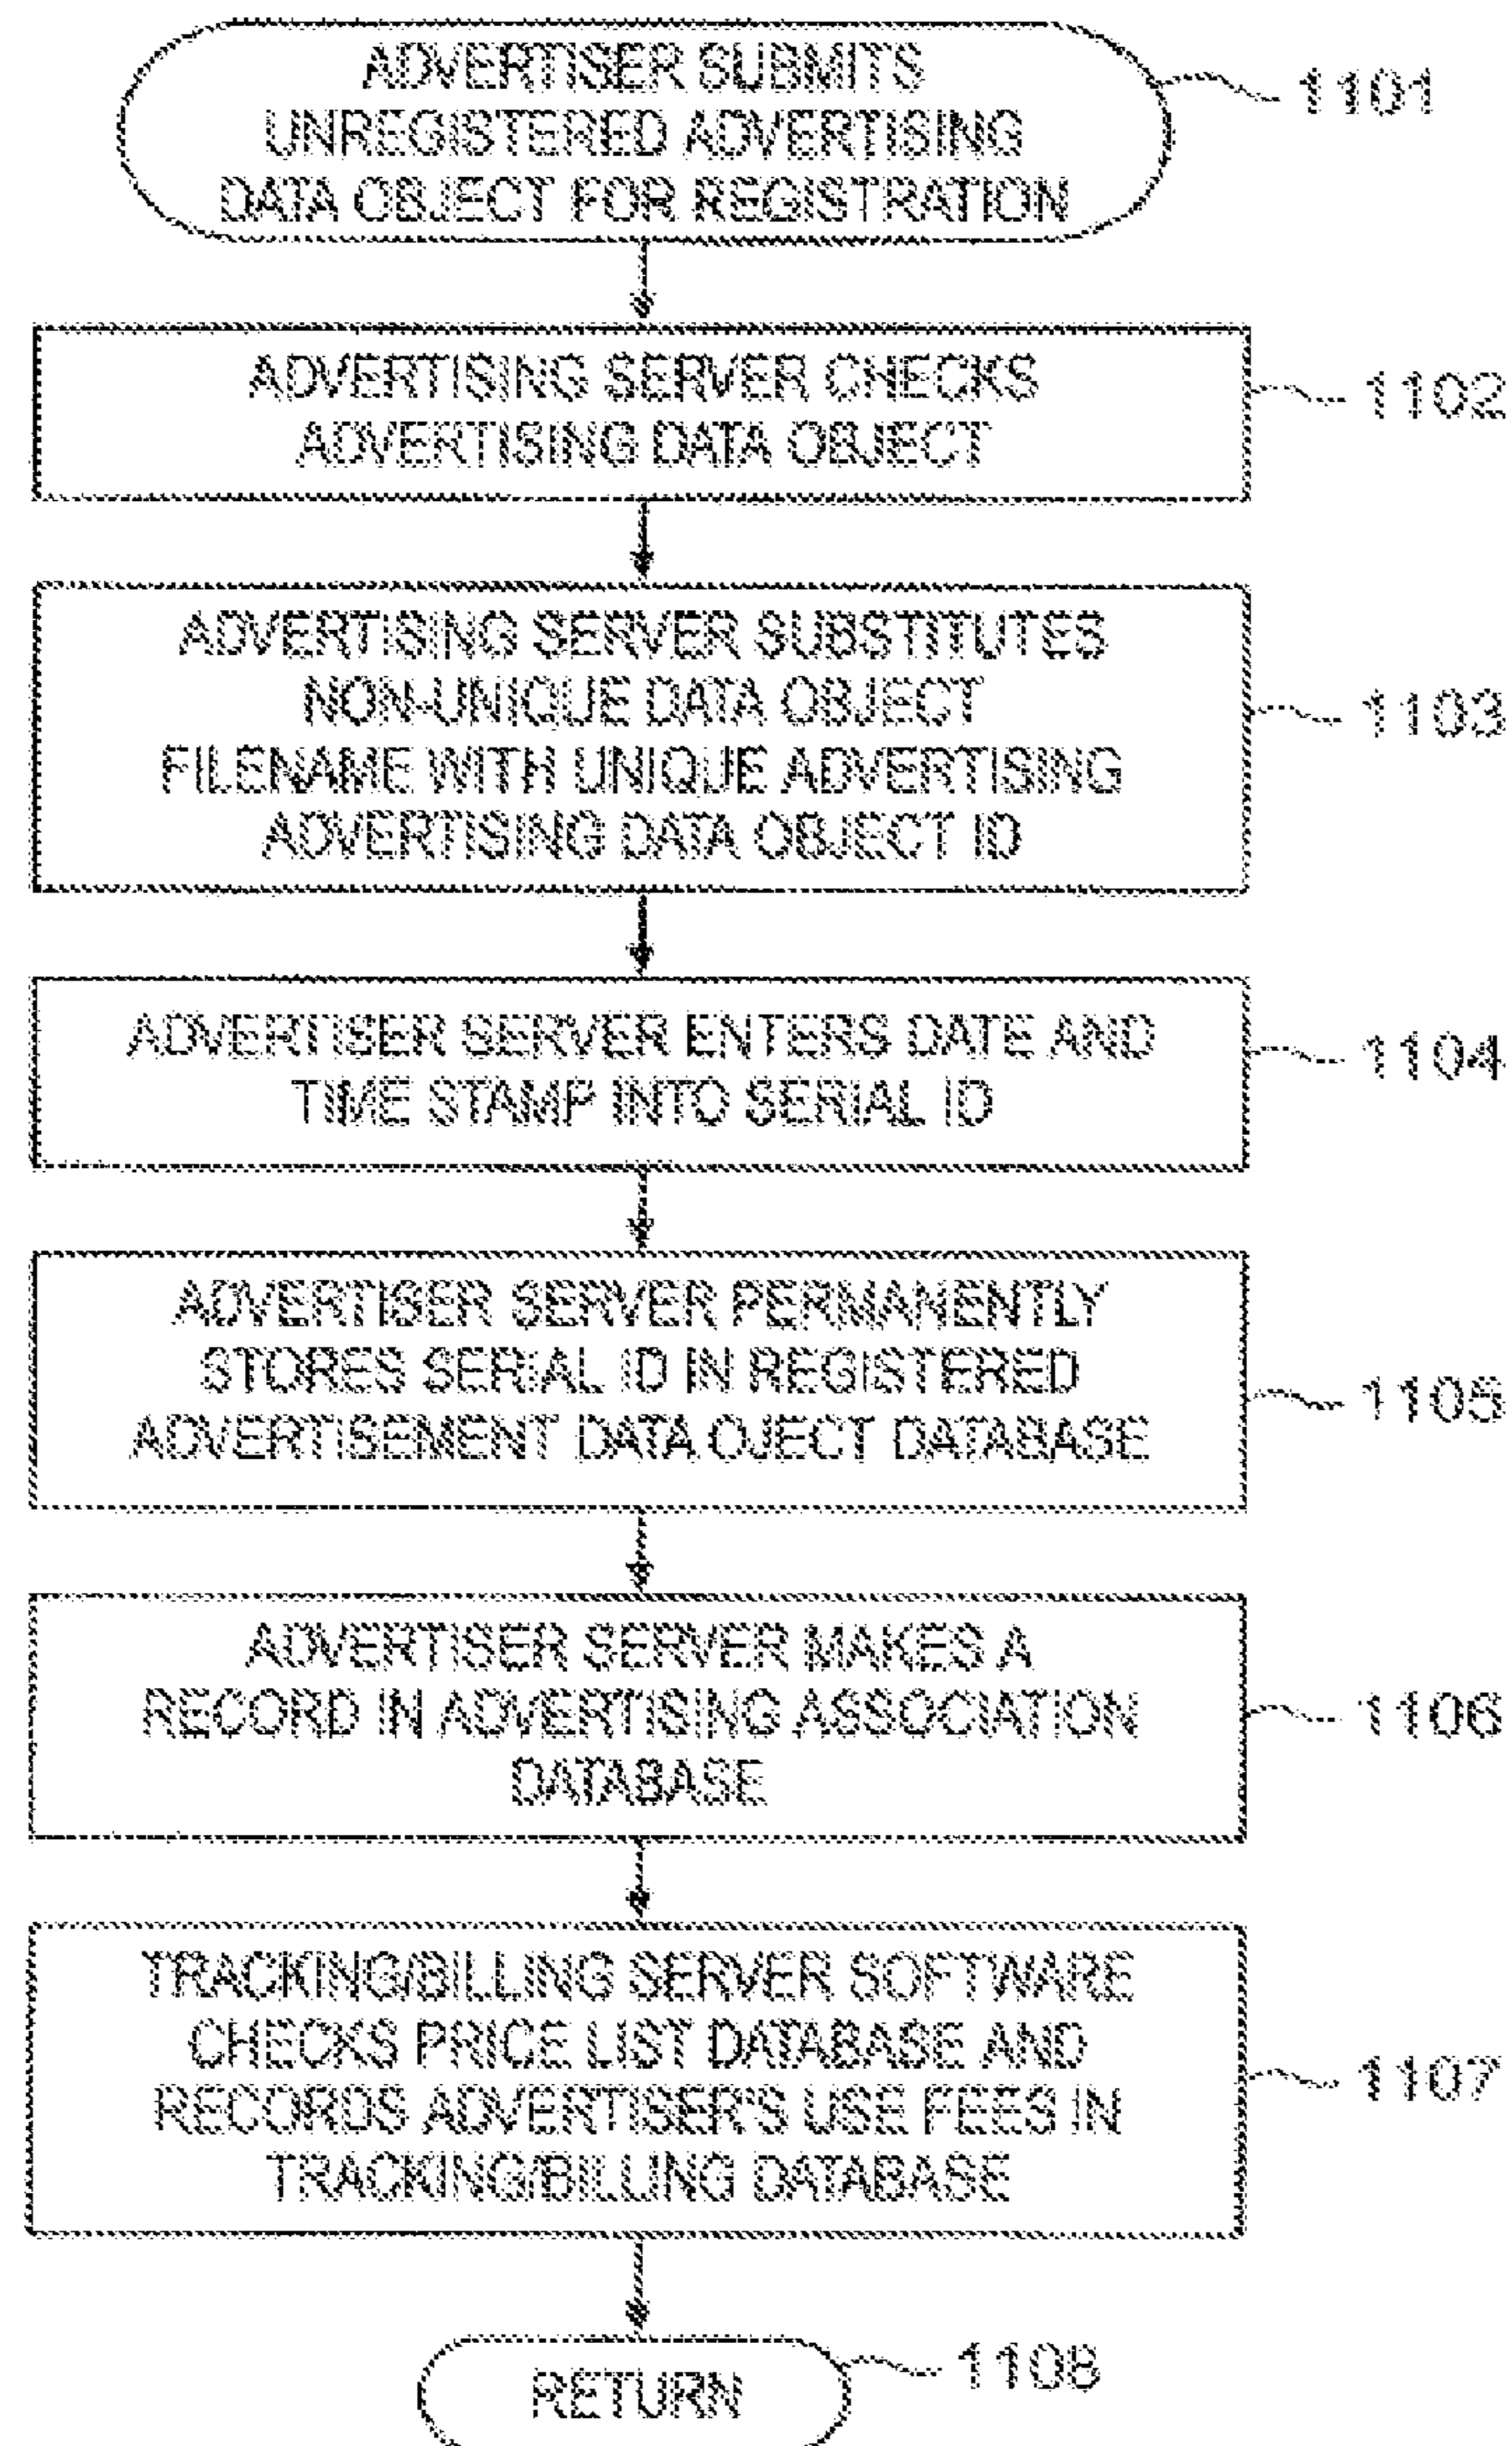 ADVERTISER SUBMITS
UNREGISTERED ADVERTISING
DATA OBJECT FOR REGISTRATION
1101
ADVERTISING SERVER CHECKS
ADVERTISING DATA OBJECT
1102
ADVERTISING SERVER SUBSTITUTES
NON-UNIQUE DATA OBJECT
FILENAME WITH UNIQUE ADVERTISING
ADVERTISING DATA OBJECT ID
1103
ADVERTISER SERVER ENTERS DATE AND
TIME STAMP INTO SERIAL ID
1104
ADVERTISER SERVER PERMANENTLY
STORES SERIAL ID IN REGISTERED
ADVERTISEMENT DATA OJECT DATABASE
1105
ADVERTISER SERVER MAKES A
RECORD IN ADVERTISING ASSOCIATION
DATABASE
1106
TRACKING/BILLING SERVER SOFTWARE
CHECKS PRICE LIST DATABASE AND
RECORDS ADVERTISER'S USE FEES IN
TRACKING/BILLING DATABASE
1107
RETURN
1108